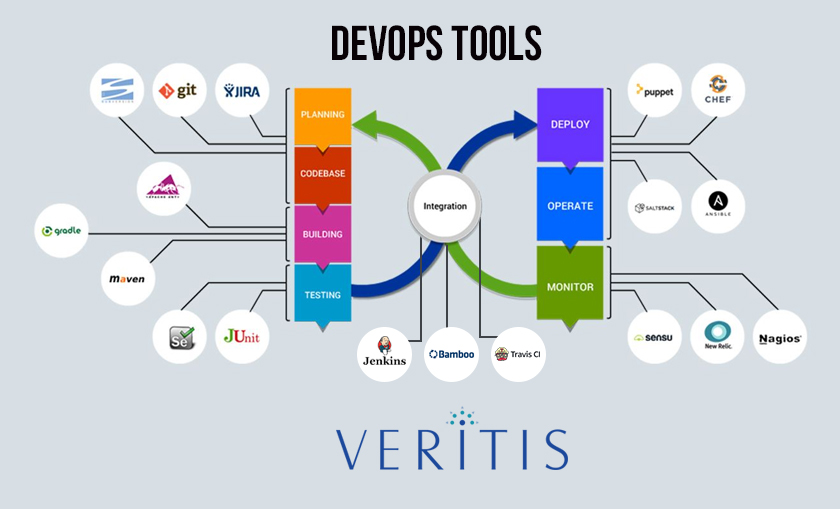 DEVOPS TOOLS
git
JIRA
PLANNING
CODEBASE
BUILDING
TESTING
gradle
maven
Se
JUnit
Integration
Jenkins
Bamboo
Travis CI
DEPLOY
OPERATE
MONITOR
puppet
CHEF
SALTSTACK
ANSIBLE
sensu
New Relic.
Nagios®
VERITIS